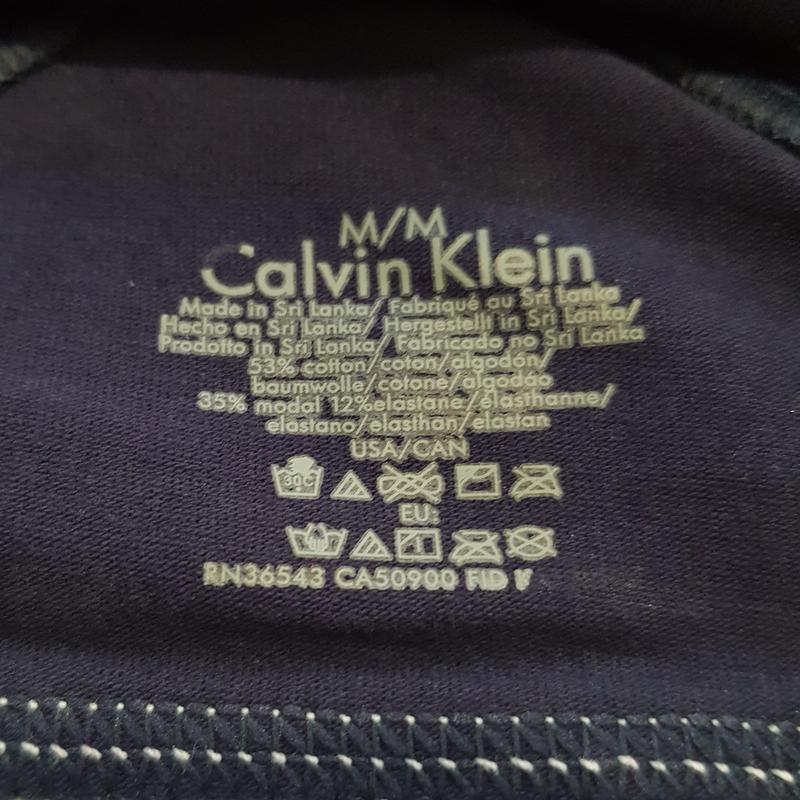 M/M
Calvin Klein
Made in Sri Lanka/ Fabriqué au Sri Lanka
Hecho en Sri Lanka/ Hergestellt in Sri Lanka/
Prodotto in Sri Lanka/ Fabricado no Sri Lanka
53% cotton/coton/algodón/
baumwolle/cotone/algodão
35% modal 12%elastane/élasthanne/
elastano/elasthan/elastan
USA/CAN
30°C
EU:
RN36543 CA50900 FID